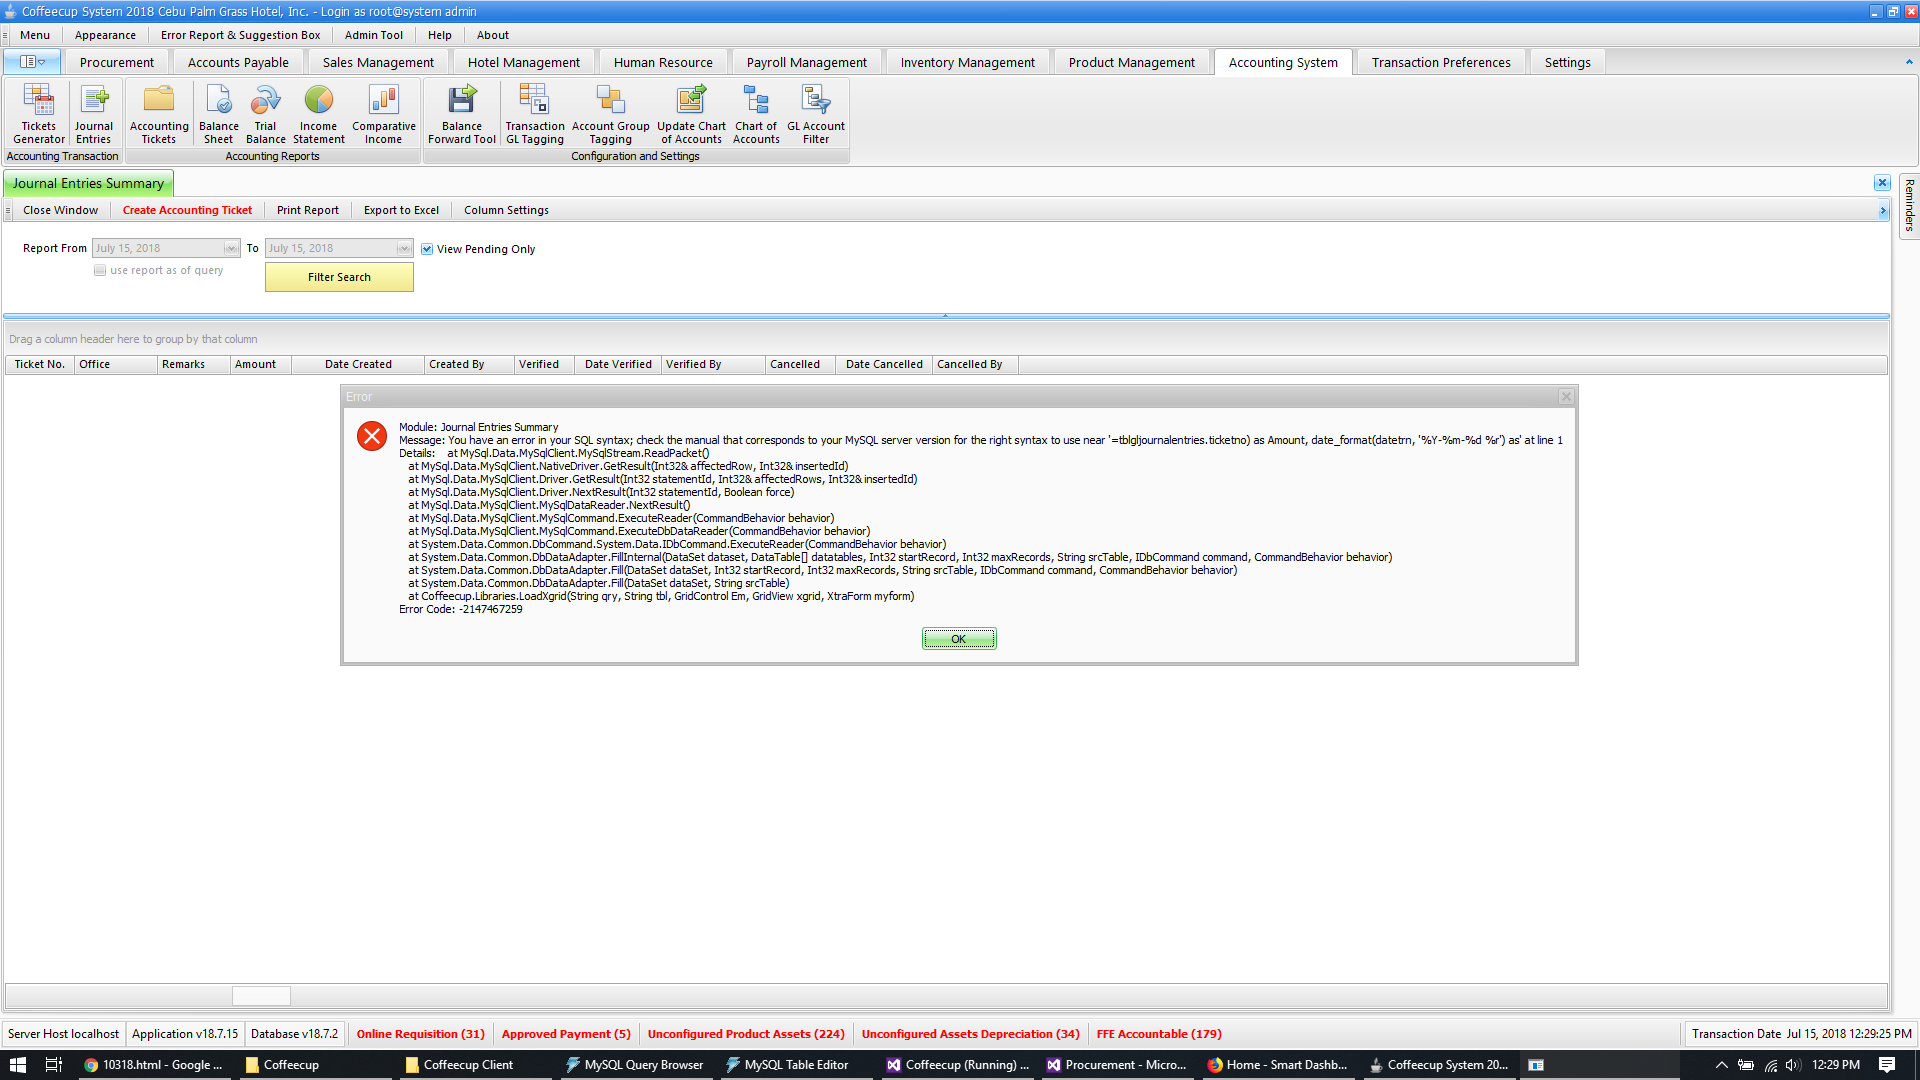 Coffeecup System 2018 Cebu Palm Grass Hotel, Inc. - Login as root@system admin
Menu Appearance Error Report & Suggestion Box Admin Tool Help About
Procurement Accounts Payable Sales Management Hotel Management Human Resource Payroll Management Inventory Management Product Management Accounting System Transaction Preferences Settings
Tickets Generator Journal Entries Accounting Tickets Balance Sheet Trial Balance Income Statement Comparative Income Balance Forward Tool Transaction GL Tagging Account Group Tagging Update Chart of Accounts Chart of Accounts GL Account Filter
Accounting Transaction Accounting Reports Configuration and Settings
Journal Entries Summary
Reminders
Close Window Create Accounting Ticket Print Report Export to Excel Column Settings
Report From July 15, 2018 To July 15, 2018 View Pending Only
use report as of query Filter Search
Drag a column header here to group by that column
Ticket No. Office Remarks Amount Date Created Created By Verified Date Verified Verified By Cancelled Date Cancelled Cancelled By
Error
Module: Journal Entries Summary
Message: You have an error in your SQL syntax; check the manual that corresponds to your MySQL server version for the right syntax to use near '=tblgljournalentries.ticketno) as Amount, date_format(datetrn, '%Y-%m-%d %r') as' at line 1
Details: at MySql.Data.MySqlClient.MySqlStream.ReadPacket()
at MySql.Data.MySqlClient.NativeDriver.GetResult(Int32& affectedRow, Int32& insertedId)
at MySql.Data.MySqlClient.Driver.GetResult(Int32 statementId, Int32& affectedRows, Int32& insertedId)
at MySql.Data.MySqlClient.Driver.NextResult(Int32 statementId, Boolean force)
at MySql.Data.MySqlClient.MySqlDataReader.NextResult()
at MySql.Data.MySqlClient.MySqlCommand.ExecuteReader(CommandBehavior behavior)
at MySql.Data.MySqlClient.MySqlCommand.ExecuteDbDataReader(CommandBehavior behavior)
at System.Data.Common.DbCommand.System.Data.IDbCommand.ExecuteReader(CommandBehavior behavior)
at System.Data.Common.DbDataAdapter.FillInternal(DataSet dataset, DataTable[] datatables, Int32 startRecord, Int32 maxRecords, String srcTable, IDbCommand command, CommandBehavior behavior)
at System.Data.Common.DbDataAdapter.Fill(DataSet dataSet, Int32 startRecord, Int32 maxRecords, String srcTable, IDbCommand command, CommandBehavior behavior)
at System.Data.Common.DbDataAdapter.Fill(DataSet dataSet, String srcTable)
at Coffeecup.Libraries.LoadXgrid(String qry, String tbl, GridControl Em, GridView xgrid, XtraForm myform)
Error Code: -2147467259
OK
Server Host localhost Application v18.7.15 Database v18.7.2 Online Requisition (31) Approved Payment (5) Unconfigured Product Assets (224) Unconfigured Assets Depreciation (34) FFE Accountable (179) Transaction Date Jul 15, 2018 12:29:25 PM
10318.html - Google ... Coffeecup Coffeecup Client MySQL Query Browser MySQL Table Editor Coffeecup (Running) ... Procurement - Micro... Home - Smart Dashb... Coffeecup System 20... 12:29 PM